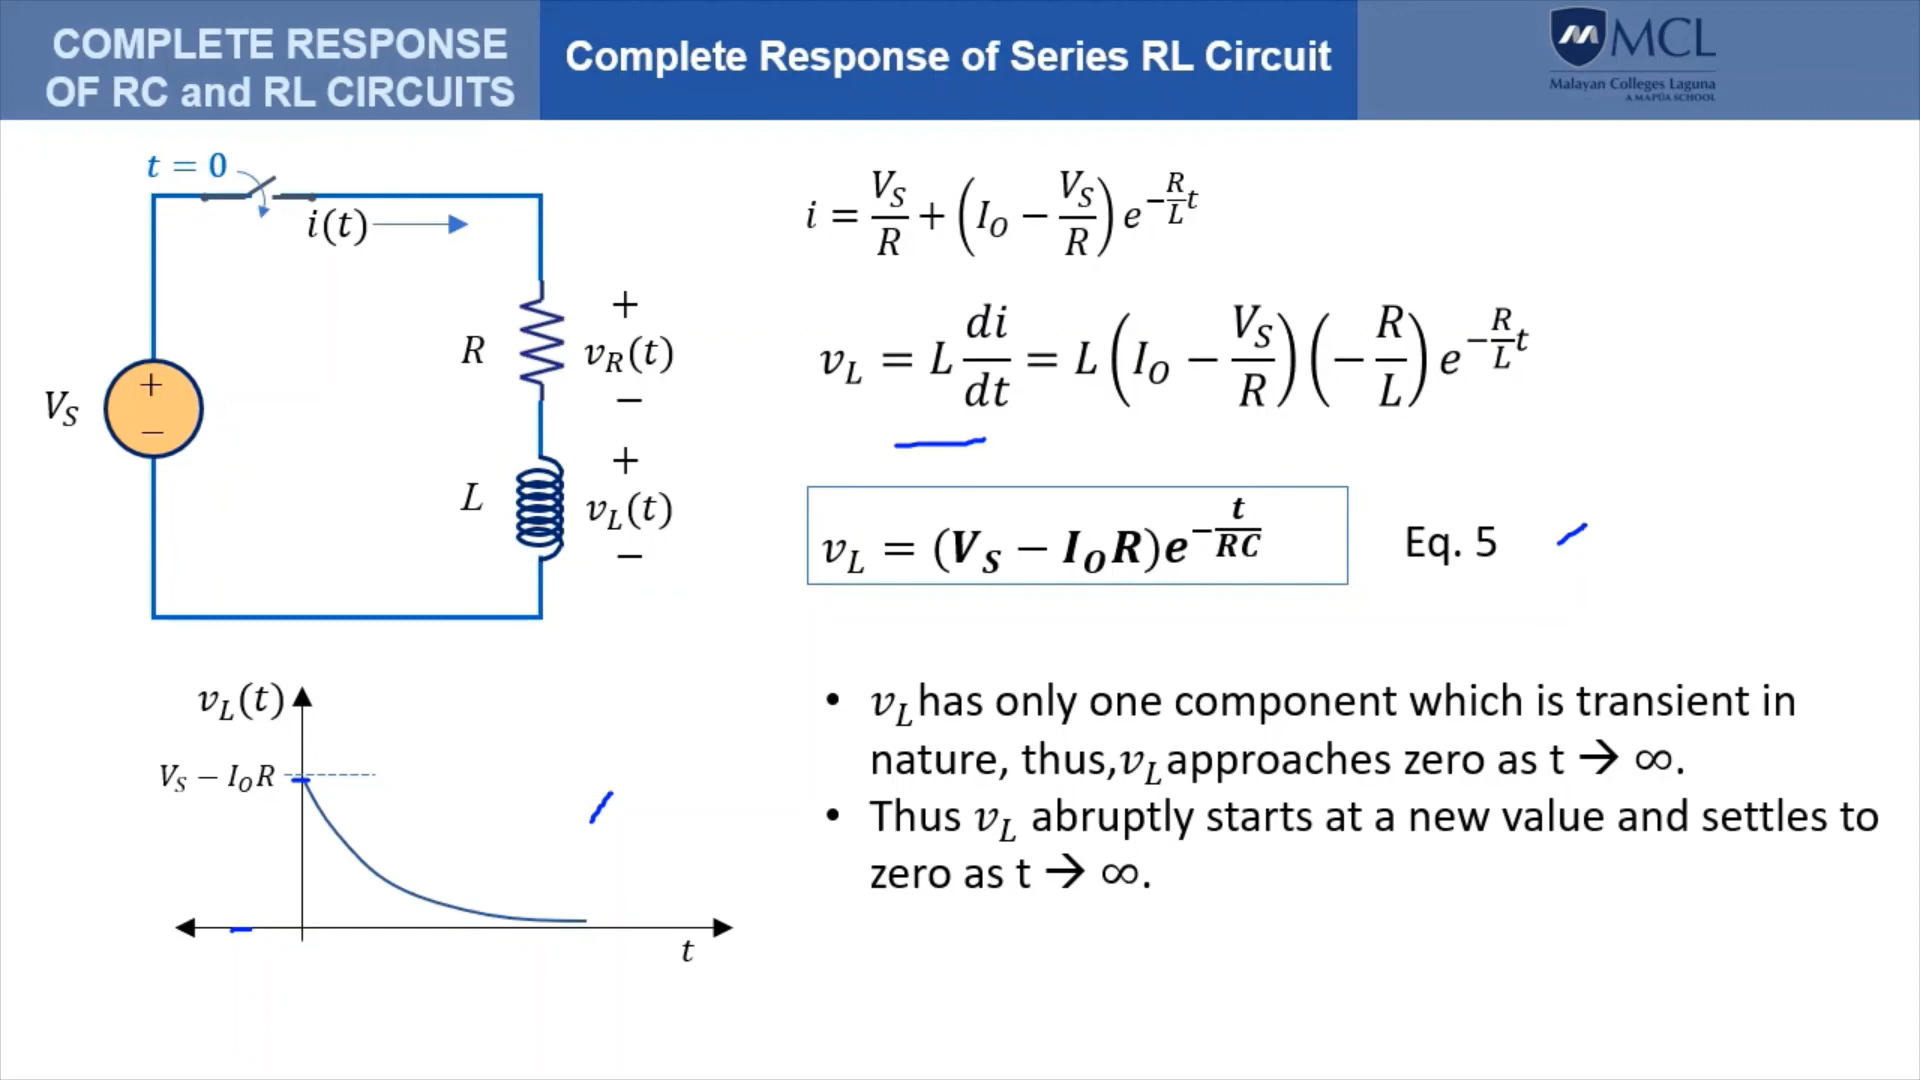 COMPLETE RESPONSE
OF RC and RL CIRCUITS
Complete Response of Series RL Circuit
MCL
Malayan Colleges Laguna
A MAPÚA SCHOOL
t = 0
i(t)
+
R
v_R(t)
−
V_S
+
−
+
L
v_L(t)
−
i = V_S/R + (I_O − V_S/R) e^{−(R/L)t}
v_L = L di/dt = L (I_O − V_S/R) (−R/L) e^{−(R/L)t}
v_L = (V_S − I_O R)e^{−t/RC}
Eq. 5
v_L(t)
V_S − I_O R
t
• v_L has only one component which is transient in
nature, thus, v_L approaches zero as t → ∞.
• Thus v_L abruptly starts at a new value and settles to
zero as t → ∞.